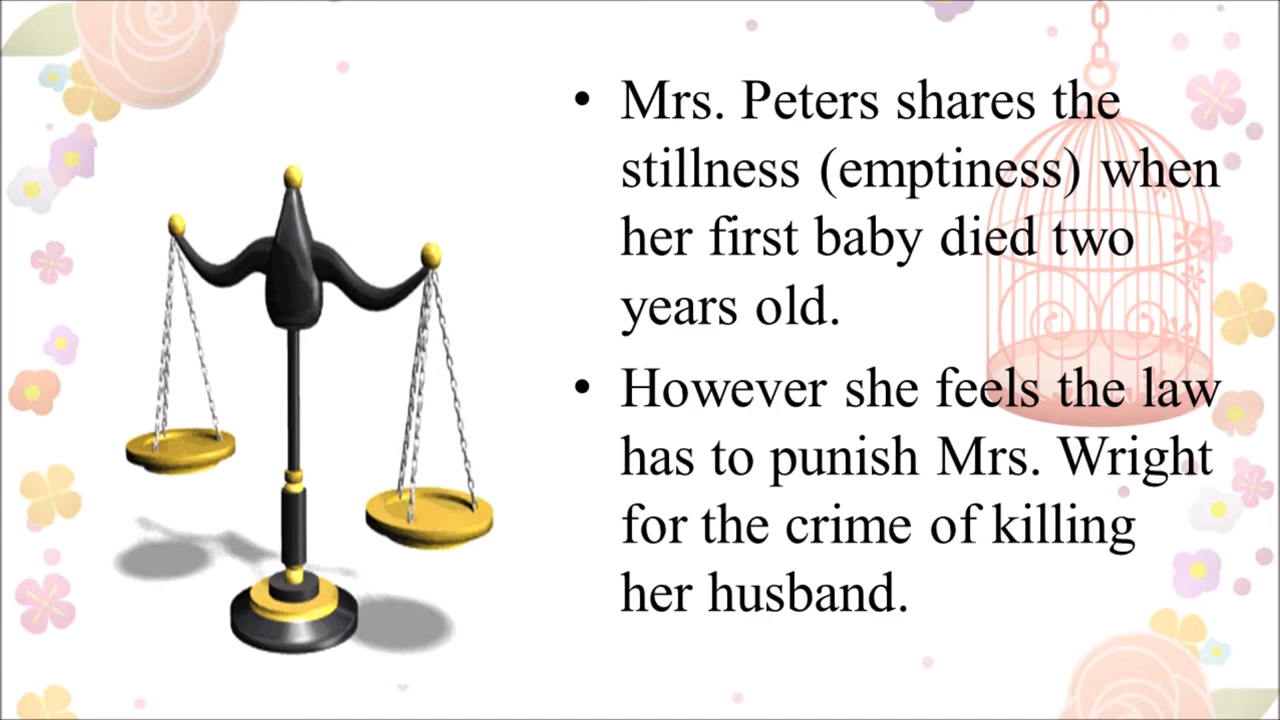 • Mrs. Peters shares the
stillness (emptiness) when
her first baby died two
years old.
• However she feels the law
has to punish Mrs. Wright
for the crime of killing
her husband.